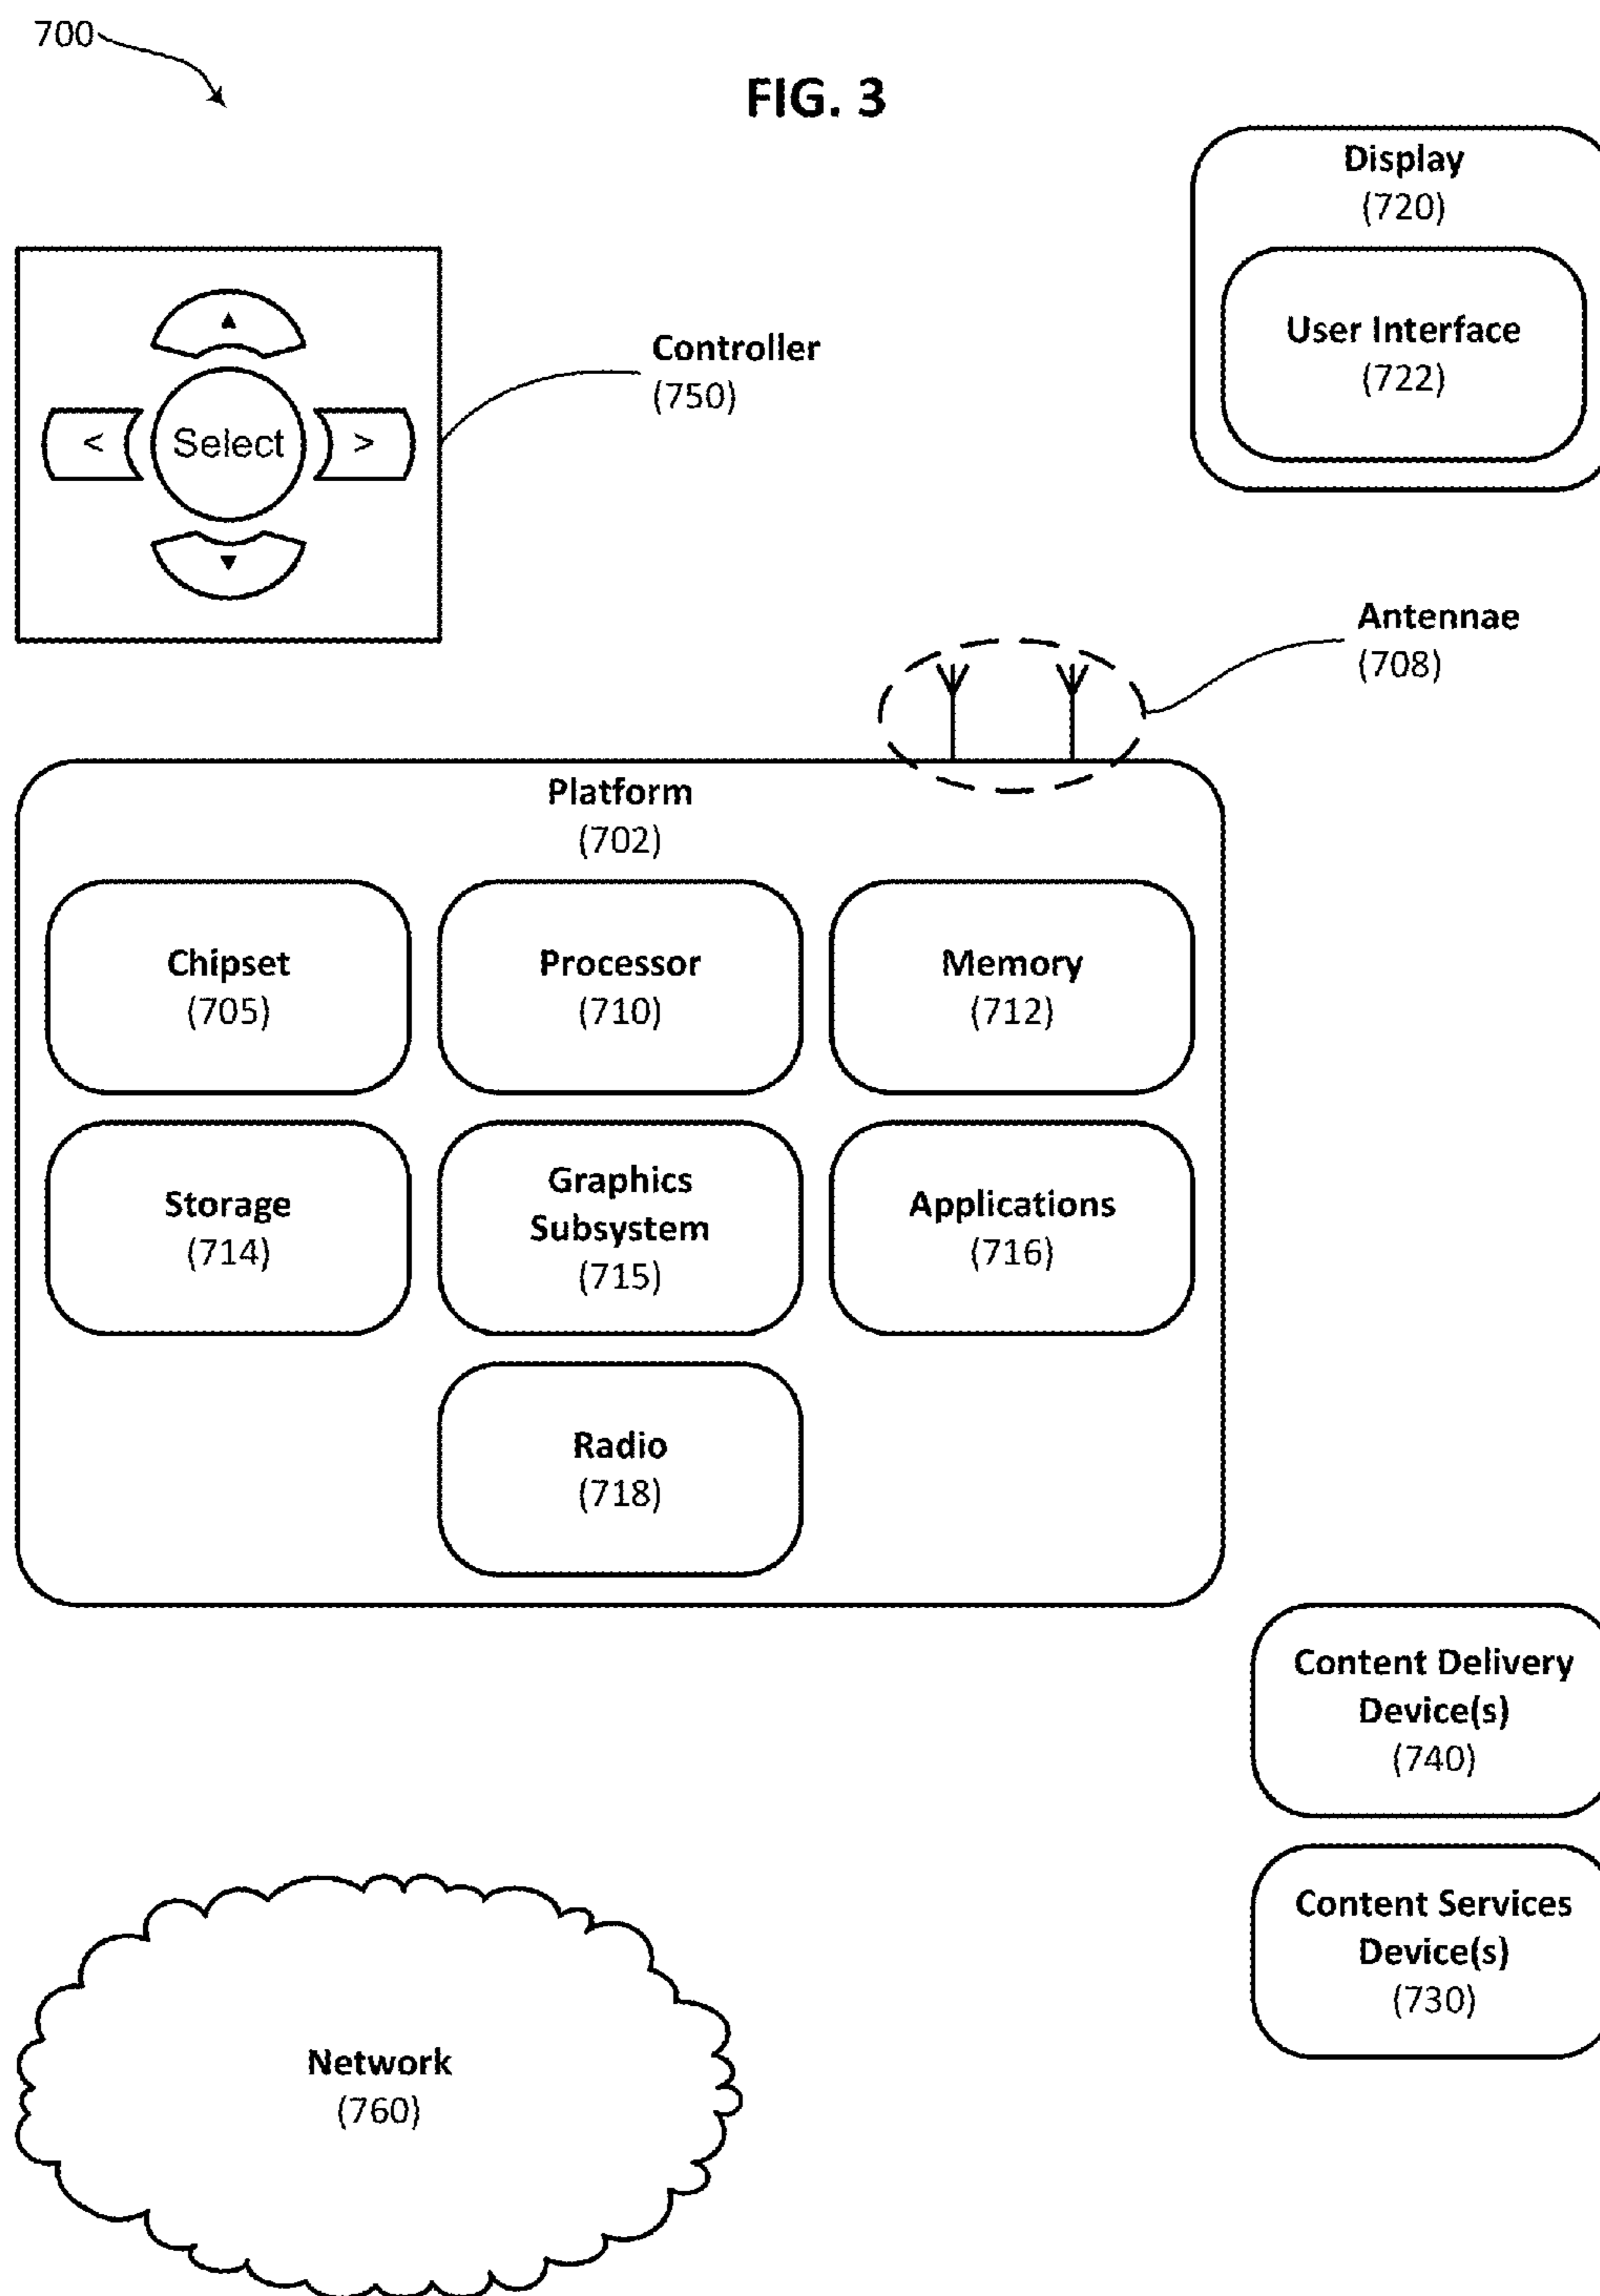 700
FIG. 3
Display
(720)
User Interface
(722)
Controller
(750)
<
Select
>
Antennae
(708)
Platform
(702)
Chipset
(705)
Processor
(710)
Memory
(712)
Storage
(714)
Graphics
Subsystem
(715)
Applications
(716)
Radio
(718)
Content Delivery
Device(s)
(740)
Content Services
Device(s)
(730)
Network
(760)